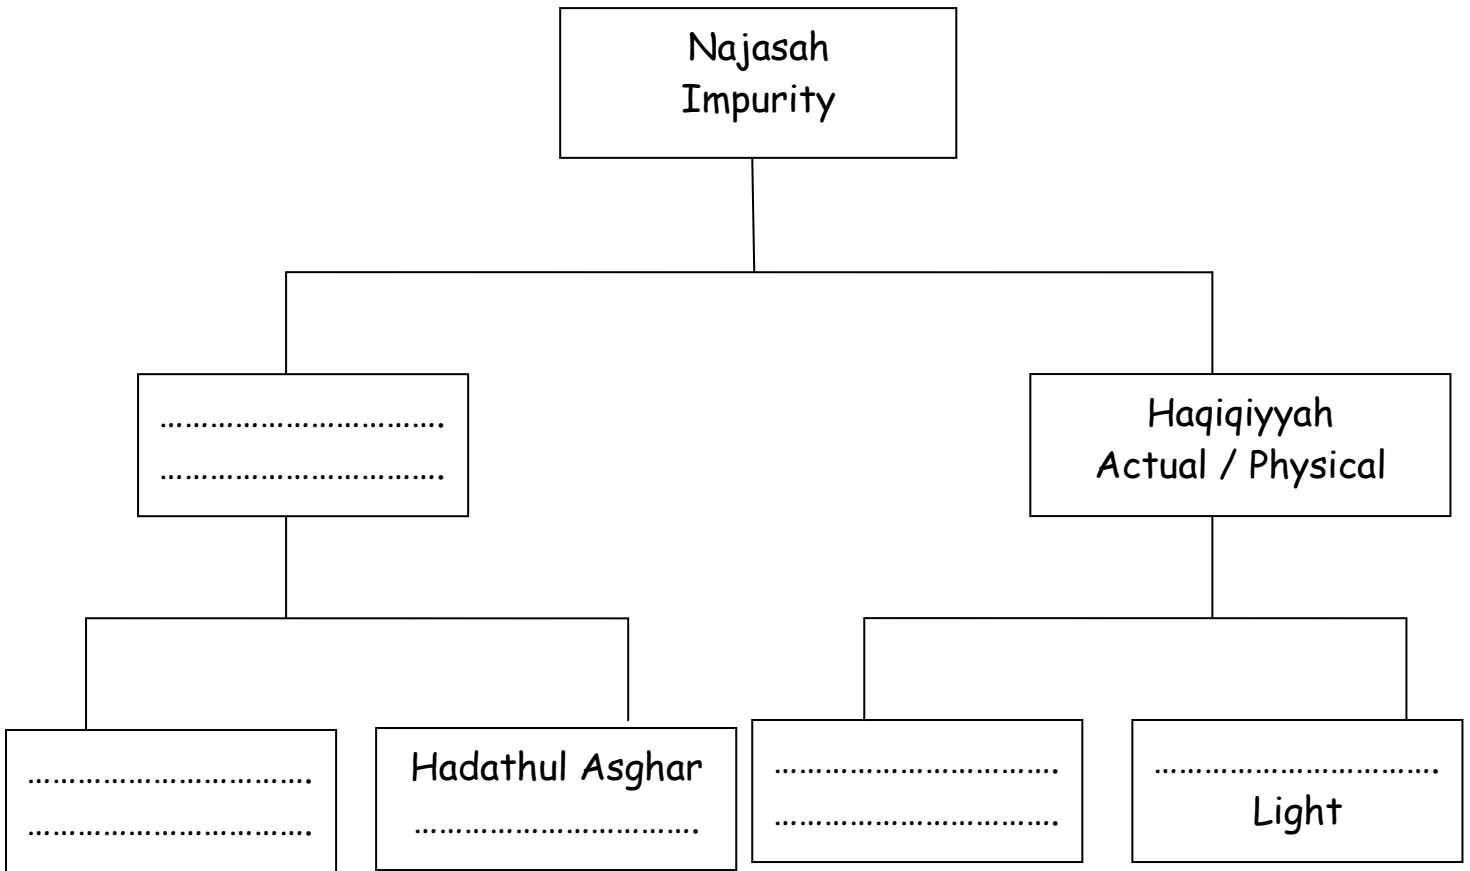 Najasah
Impurity
……………………………….
……………………………….
Haqiqiyyah
Actual / Physical
……………………………….
……………………………….
Hadathul Asghar
……………………………….
……………………………….
……………………………….
……………………………….
Light